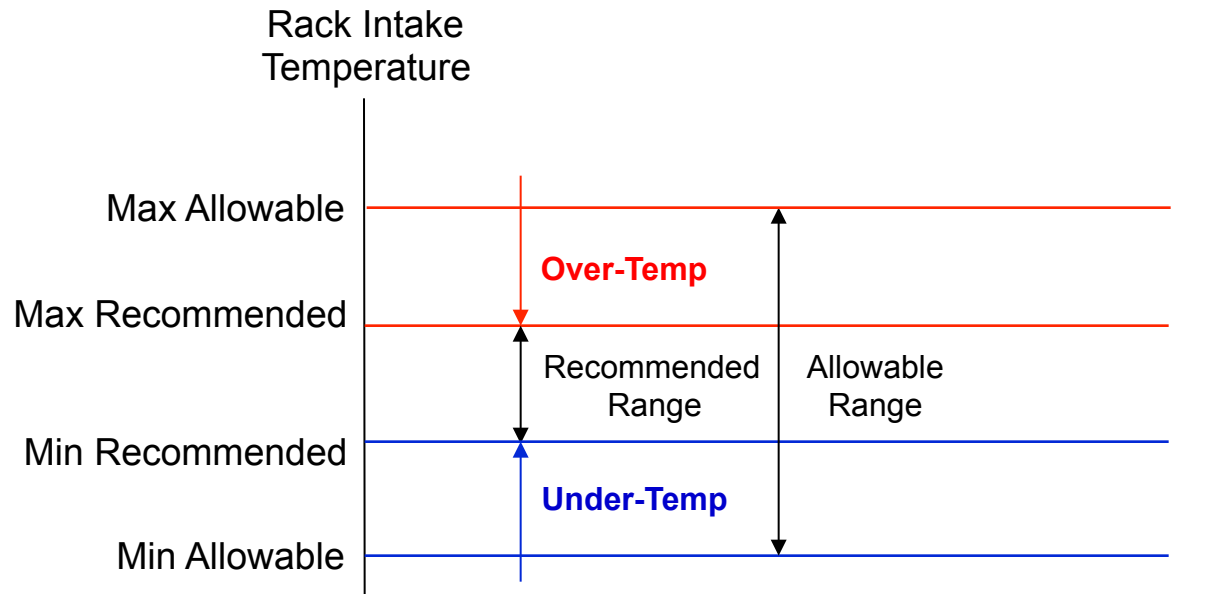 Rack Intake
Temperature
Max Allowable
Over-Temp
Max Recommended
Recommended
Range
Allowable
Range
Min Recommended
Under-Temp
Min Allowable